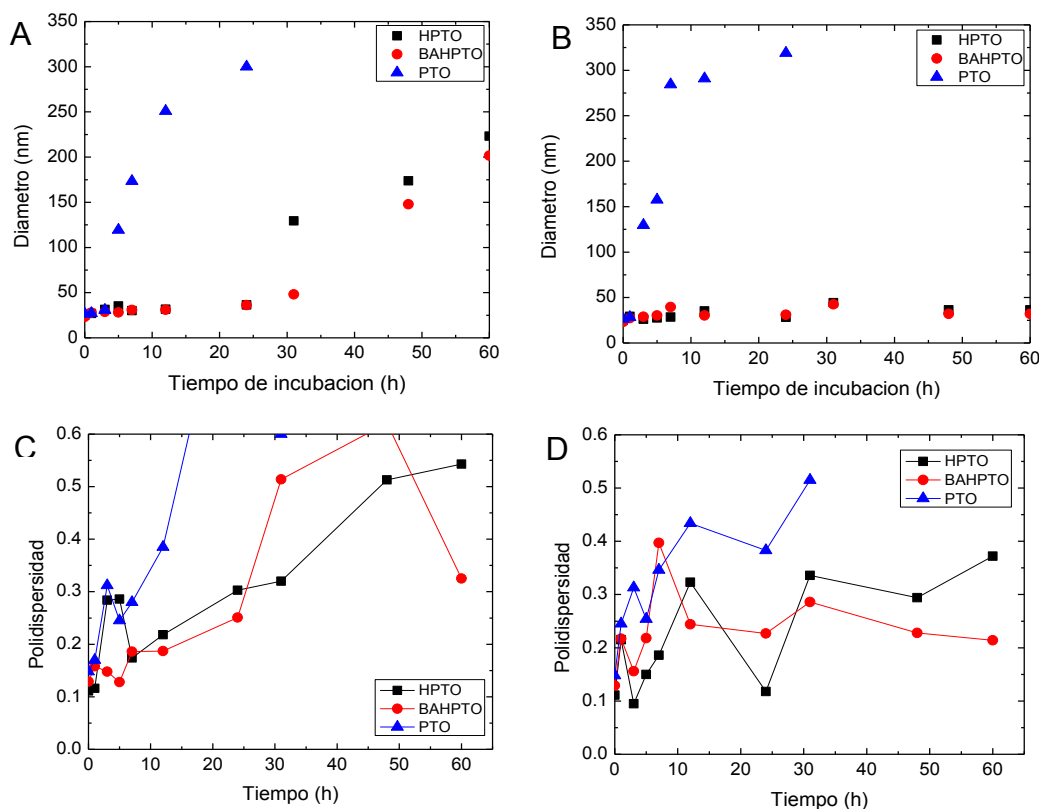 A
350
300
250
200
150
100
50
0
Diametro (nm)
HPTO
BAHPTO
PTO
0 10 20 30 40 50 60
Tiempo de incubacion (h)
B
350
300
250
200
150
100
50
0
Diametro (nm)
HPTO
BAHPTO
PTO
0 10 20 30 40 50 60
Tiempo de incubacion (h)
C
0.6
0.5
0.4
0.3
0.2
0.1
0.0
Polidispersidad
HPTO
BAHPTO
PTO
0 10 20 30 40 50 60
Tiempo (h)
D
0.6
0.5
0.4
0.3
0.2
0.1
0.0
Polidispersidad
HPTO
BAHPTO
PTO
0 10 20 30 40 50 60
Tiempo (h)